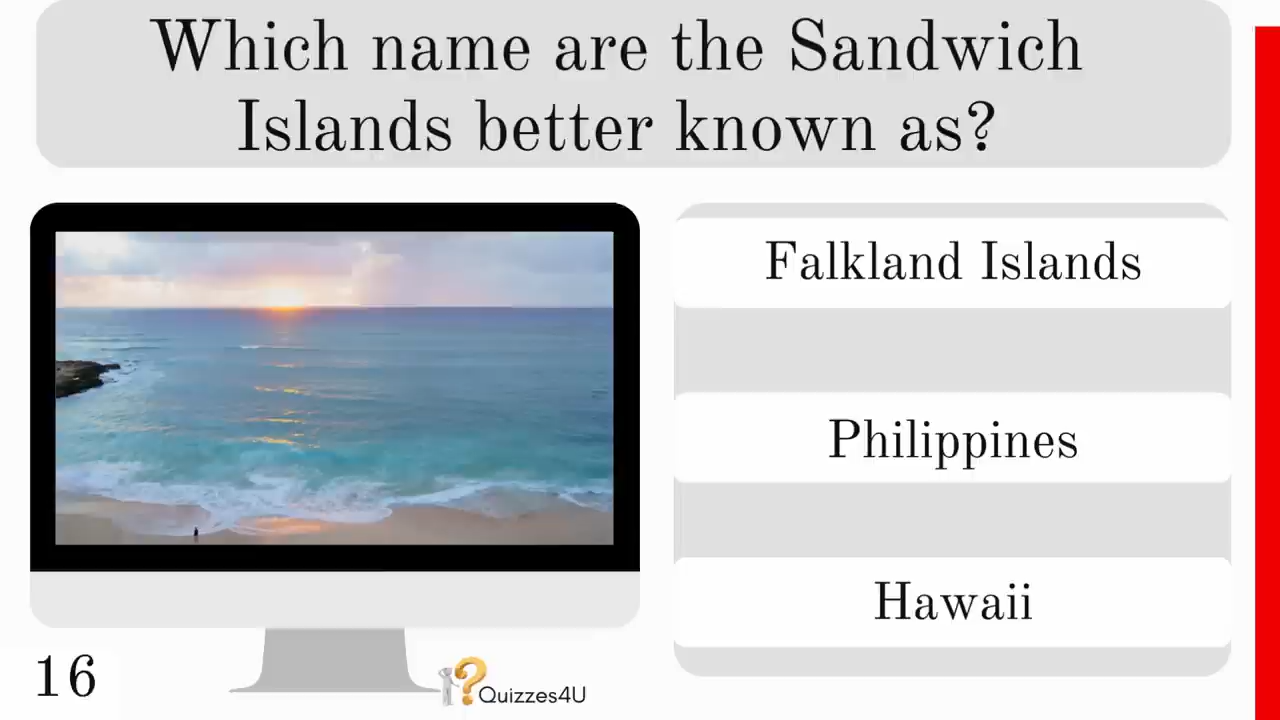 Which name are the Sandwich
Islands better known as?
Falkland Islands
Philippines
Hawaii
16
Quizzes4U